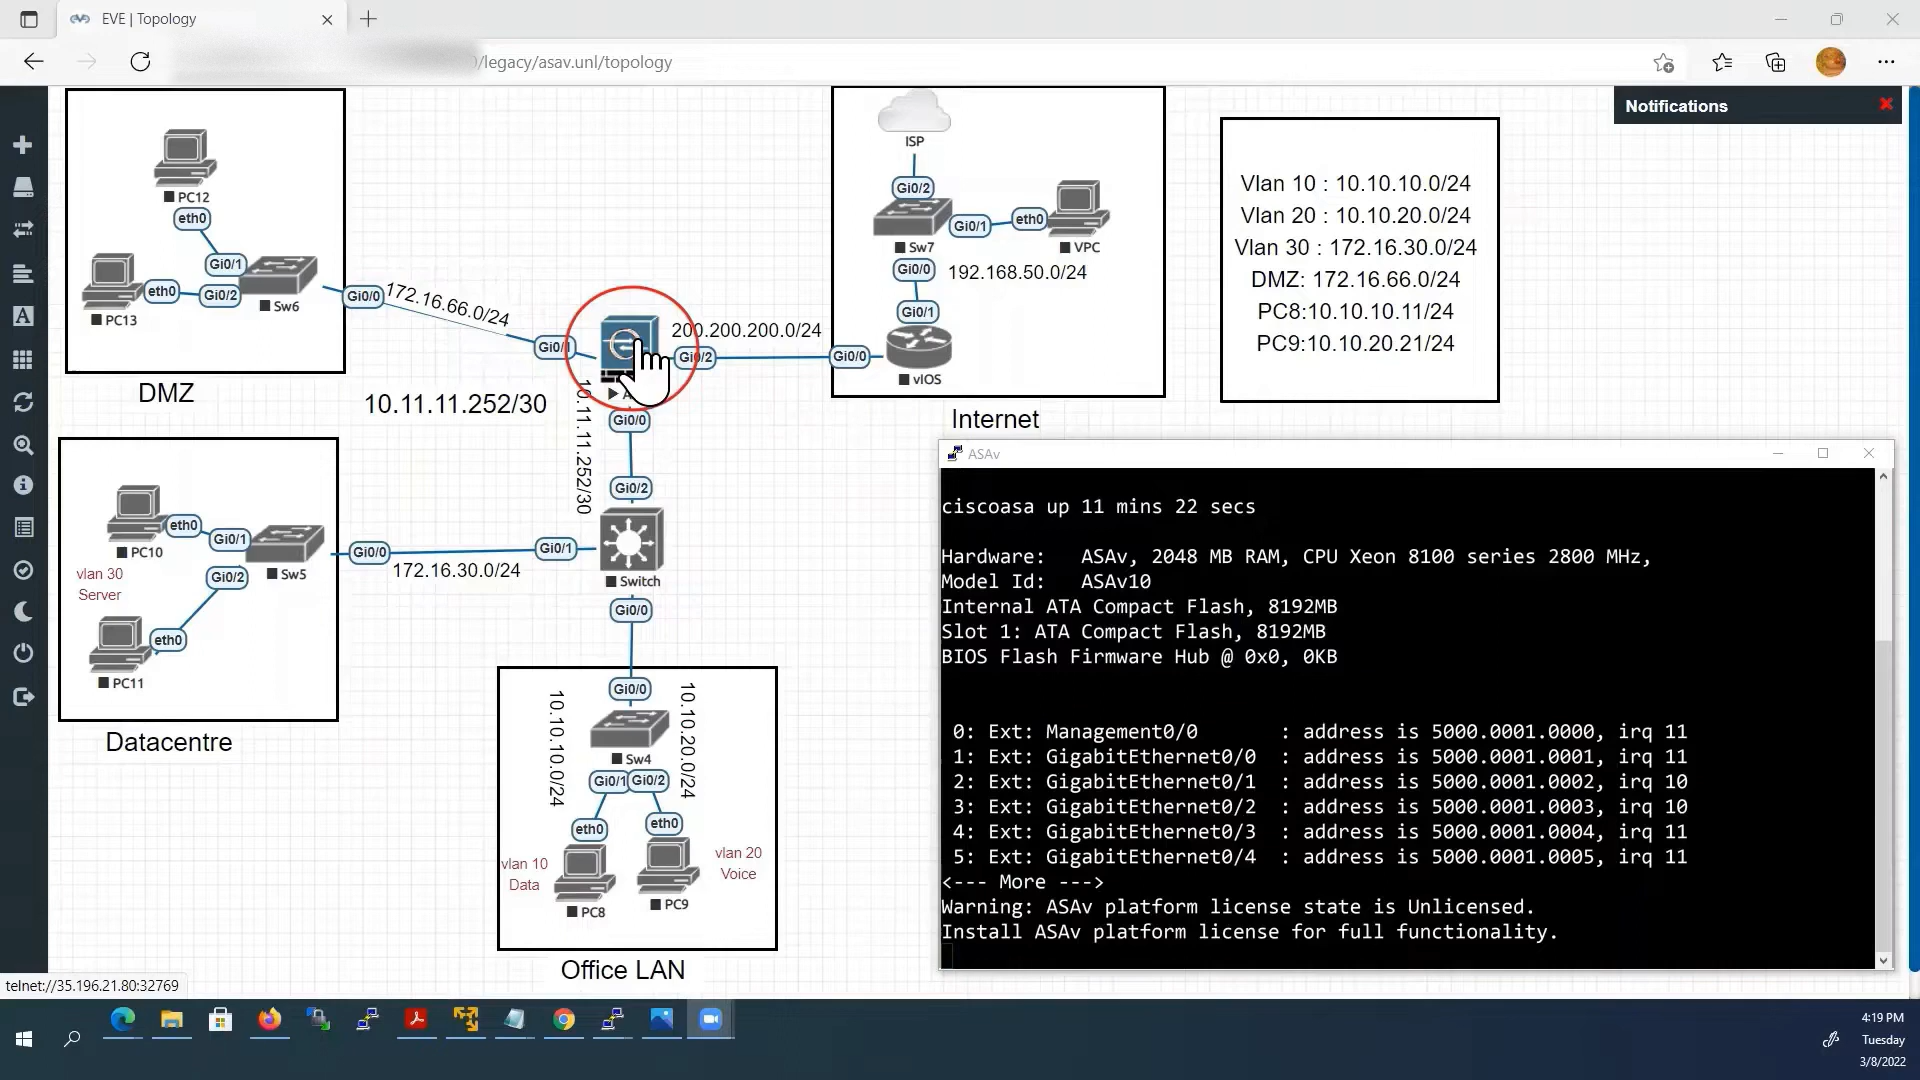 EVE | Topology
/legacy/asav.unl/topology
Notifications
PC12
eth0
Gi0/1
PC13
eth0
Gi0/2
Sw6
Gi0/0
172.16.66.0/24
Gi0/1
DMZ
10.11.11.252/30
200.200.200.0/24
Gi0/2
Gi0/0
10.11.11.252/30
Gi0/0
Gi0/2
ISP
Gi0/2
Sw7
Gi0/1
eth0
VPC
Gi0/0
192.168.50.0/24
Gi0/1
vIOS
Internet
Vlan 10 : 10.10.10.0/24
Vlan 20 : 10.10.20.0/24
Vlan 30 : 172.16.30.0/24
DMZ: 172.16.66.0/24
PC8:10.10.10.11/24
PC9:10.10.20.21/24
PC10
eth0
Gi0/1
Sw5
vlan 30
Server
Gi0/2
eth0
PC11
Gi0/0
172.16.30.0/24
Gi0/1
Switch
Gi0/0
Datacentre
Gi0/0
10.10.10.0/24
10.10.20.0/24
Sw4
Gi0/1
Gi0/2
eth0
eth0
vlan 10
Data
vlan 20
Voice
PC8
PC9
Office LAN
ASAv
ciscoasa up 11 mins 22 secs
Hardware: ASAv, 2048 MB RAM, CPU Xeon 8100 series 2800 MHz,
Model Id: ASAv10
Internal ATA Compact Flash, 8192MB
Slot 1: ATA Compact Flash, 8192MB
BIOS Flash Firmware Hub @ 0x0, 0KB
0: Ext: Management0/0 : address is 5000.0001.0000, irq 11
1: Ext: GigabitEthernet0/0 : address is 5000.0001.0001, irq 11
2: Ext: GigabitEthernet0/1 : address is 5000.0001.0002, irq 10
3: Ext: GigabitEthernet0/2 : address is 5000.0001.0003, irq 10
4: Ext: GigabitEthernet0/3 : address is 5000.0001.0004, irq 11
5: Ext: GigabitEthernet0/4 : address is 5000.0001.0005, irq 11
<--- More --->
Warning: ASAv platform license state is Unlicensed.
Install ASAv platform license for full functionality.
telnet://35.196.21.80:32769
4:19 PM
Tuesday
3/8/2022